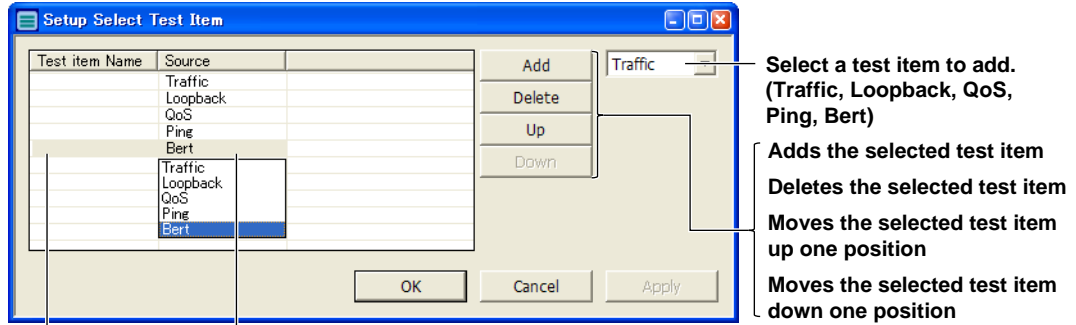 Setup Select Test Item
Test item Name Source
Traffic
Loopback
QoS
Ping
Bert
Traffic
Loopback
QoS
Ping
Bert
Add
Delete
Up
Down
Traffic
OK Cancel Apply
Select a test item to add.
(Traffic, Loopback, QoS,
Ping, Bert)
Adds the selected test item
Deletes the selected test item
Moves the selected test item
up one position
Moves the selected test item
down one position